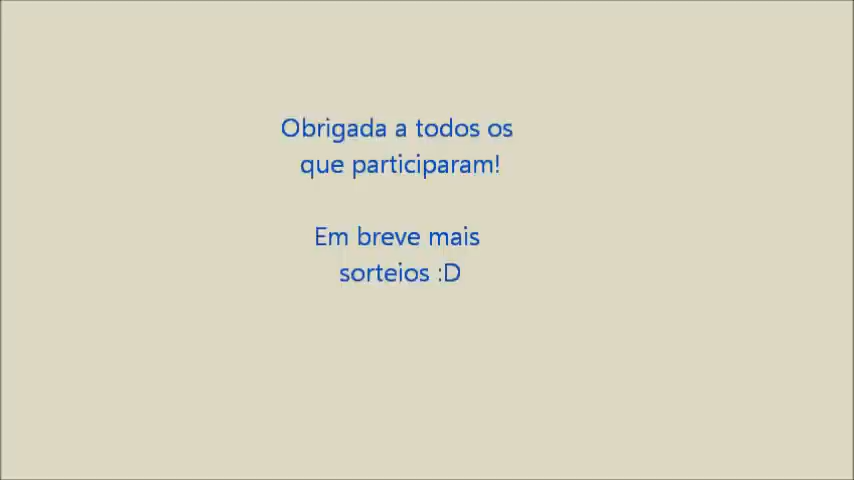 Obrigada a todos os
que participaram!
Em breve mais
sorteios :D